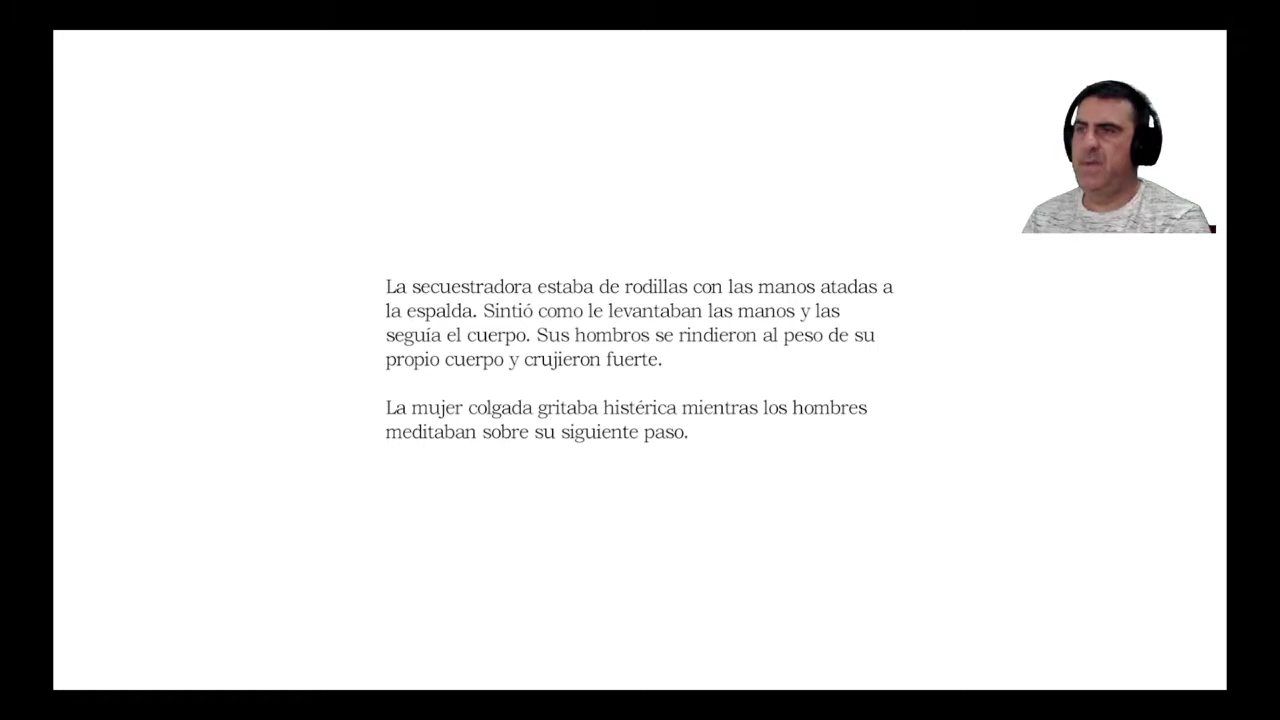 La secuestradora estaba de rodillas con las manos atadas a
la espalda. Sintió como le levantaban las manos y las
seguía el cuerpo. Sus hombros se rindieron al peso de su
propio cuerpo y crujieron fuerte.
La mujer colgada gritaba histérica mientras los hombres
meditaban sobre su siguiente paso.